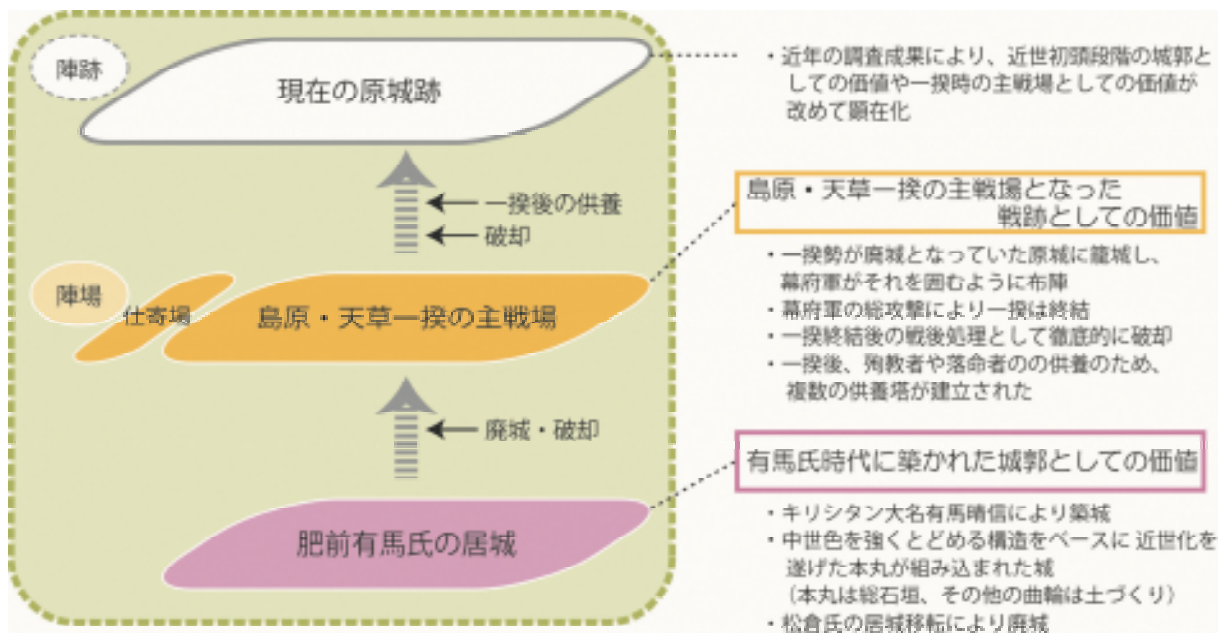 陣跡
現在の原城跡
一揆後の供養
破却
陣場
仕寄場
島原・天草一揆の主戦場
廃城・破却
肥前有馬氏の居城
・近年の調査成果により、近世初頭段階の城郭と
しての価値や一揆時の主戦場としての価値が
改めて顕在化
島原・天草一揆の主戦場となった
戦跡としての価値
・一揆勢が廃城となっていた原城に籠城し、
幕府軍がそれを囲むように布陣
・幕府軍の総攻撃により一揆は終結
・一揆終結後の戦後処理として徹底的に破却
・一揆後、殉教者や落命者のの供養のため、
複数の供養塔が建立された
有馬氏時代に築かれた城郭としての価値
・キリシタン大名有馬晴信により築城
・中世色を強くとどめる構造をベースに 近世化を
遂げた本丸が組み込まれた城
（本丸は総石垣、その他の曲輪は土づくり）
・松倉氏の居城移転により廃城